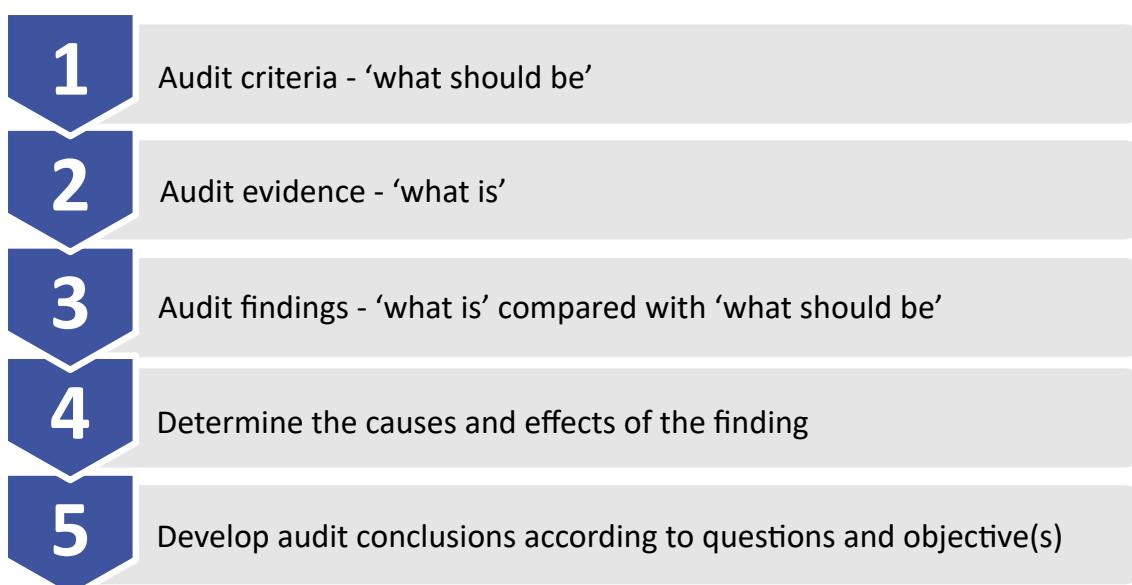 1
Audit criteria - ‘what should be’
2
Audit evidence - ‘what is’
3
Audit findings - ‘what is’ compared with ‘what should be’
4
Determine the causes and effects of the finding
5
Develop audit conclusions according to questions and objective(s)